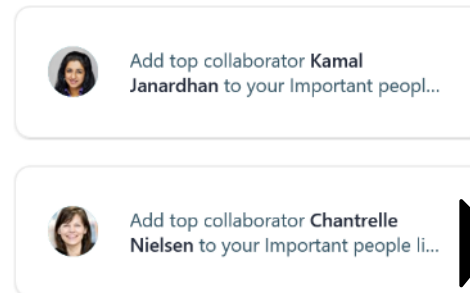 Add top collaborator Kamal
Janardhan to your Important peopl...
Add top collaborator Chantrelle
Nielsen to your Important people li...